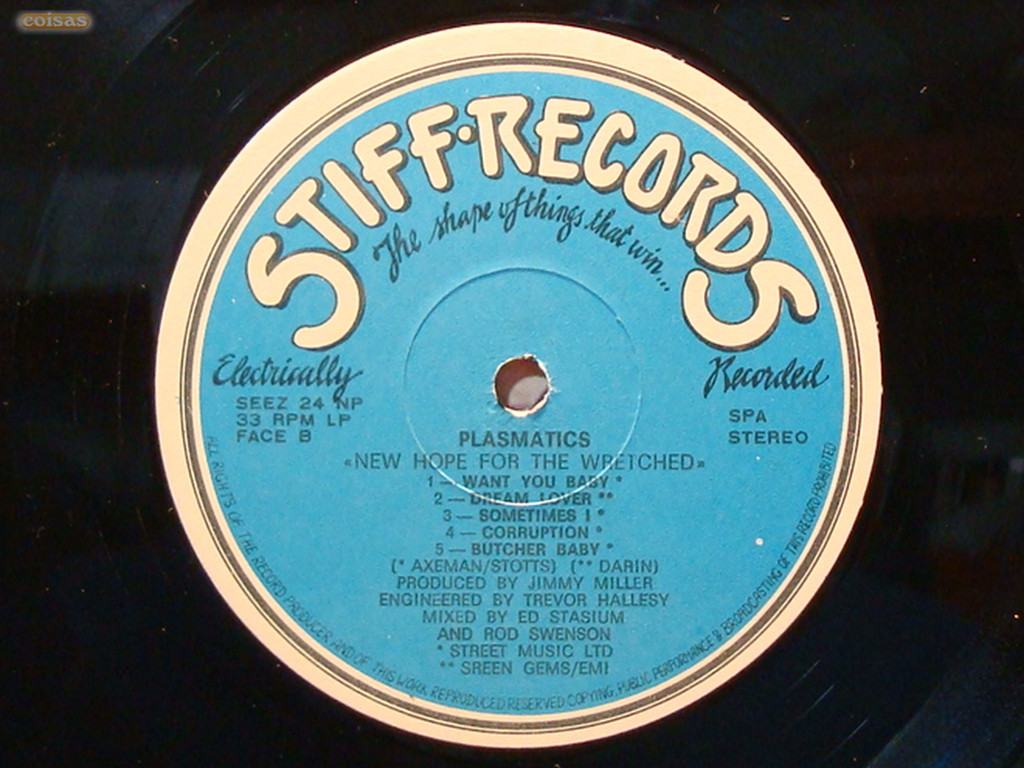 coisas
STIFF·RECORDS
The shape of things that win...
Electrically
Recorded
SEEZ 24 NP
33 RPM LP
FACE B
SPA
STEREO
PLASMATICS
«NEW HOPE FOR THE WRETCHED»
1 — WANT YOU BABY *
2 — DREAM LOVER **
3 — SOMETIMES I *
4 — CORRUPTION *
5 — BUTCHER BABY *
(* AXEMAN/STOTTS) (** DARIN)
PRODUCED BY JIMMY MILLER
ENGINEERED BY TREVOR HALLESY
MIXED BY ED STASIUM
AND ROD SWENSON
* STREET MUSIC LTD
** SREEN GEMS/EMI
ALL RIGHTS OF THE RECORD PRODUCER AND OF THIS WORK REPRODUCED RESERVED COPYING, PUBLIC PERFORMANCE & BROADCASTING OF THIS RECORD PROHIBITED